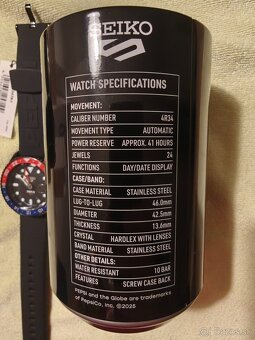 SEIKO
WATCH SPECIFICATIONS
MOVEMENT:
CALIBER NUMBER 4R34
MOVEMENT TYPE AUTOMATIC
POWER RESERVE APPROX. 41 HOURS
JEWELS 24
FUNCTIONS DAY/DATE DISPLAY
CASE/BAND:
CASE MATERIAL STAINLESS STEEL
LUG-TO-LUG 46.0mm
DIAMETER 42.5mm
THICKNESS 13.6mm
CRYSTAL HARDLEX WITH LENSES
BAND MATERIAL STAINLESS STEEL
OTHER DETAILS:
WATER RESISTANT 10 BAR
FEATURES SCREW CASE BACK
PEPSI and the Globe are trademarks
of PepsiCo, Inc. ©2025